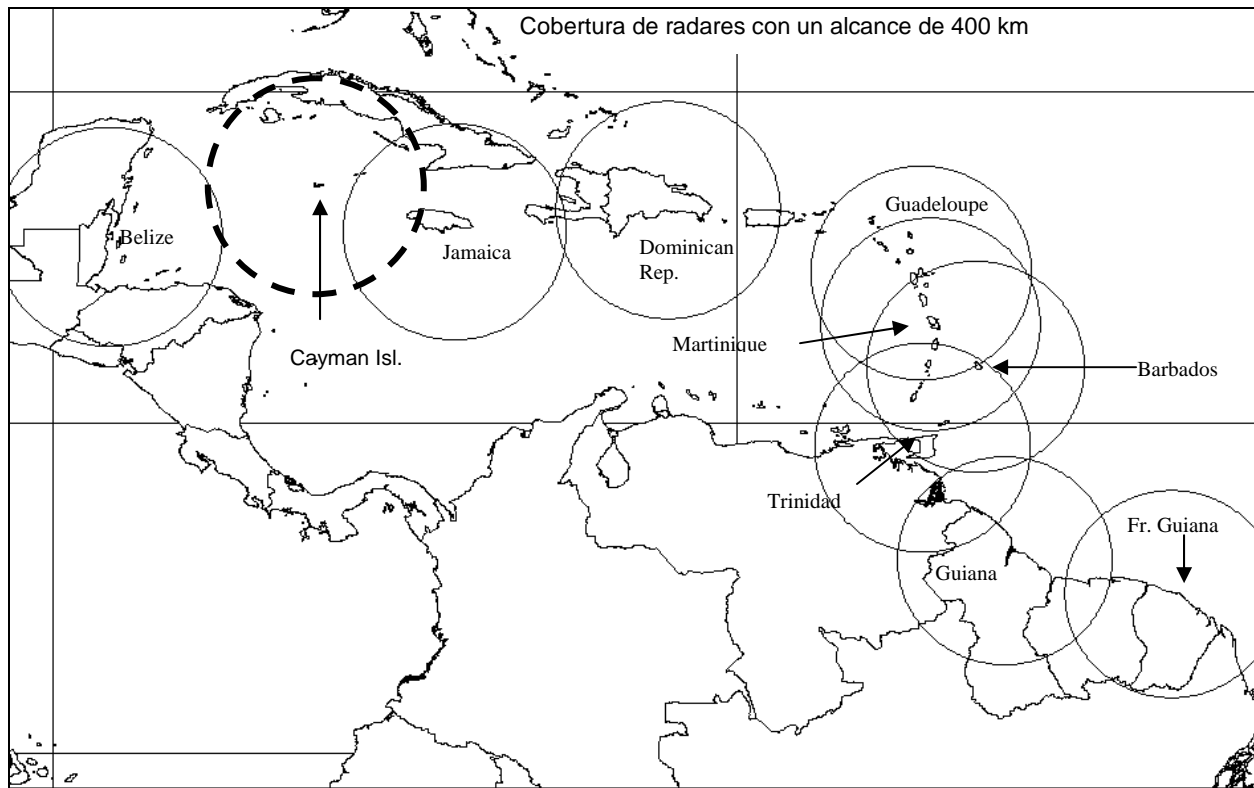 Cobertura de radares con un alcance de 400 km
Guadeloupe
Belize
Jamaica
Dominican
Rep.
Martinique
Cayman Isl.
Barbados
Trinidad
Fr. Guiana
Guiana